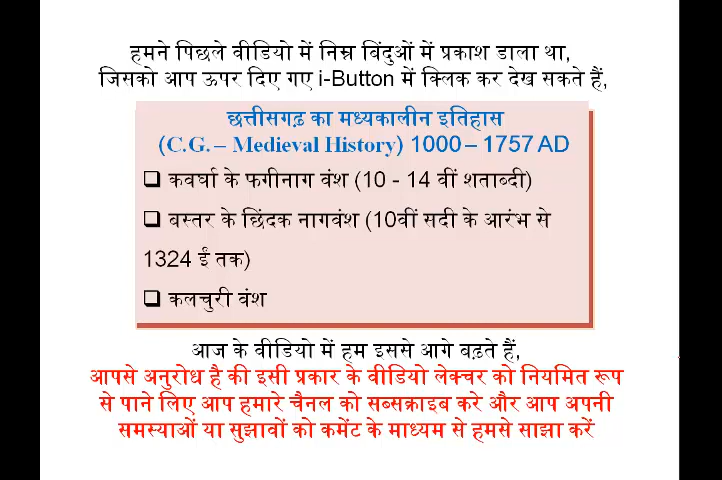 हमने पिछले वीडियो में निम्न बिंदुओं में प्रकाश डाला था,
जिसको आप ऊपर दिए गए i-Button में क्लिक कर देख सकते हैं,
छत्तीसगढ़ का मध्यकालीन इतिहास
(C.G. – Medieval History) 1000 – 1757 AD
❑ कवर्घा के फगीनाग वंश (10 - 14 वीं शताब्दी)
❑ बस्तर के छिंदक नागवंश (10वीं सदी के आरंभ से
1324 ईं तक)
❑ कलचुरी वंश
आज के वीडियो में हम इससे आगे बढ़ते हैं,
आपसे अनुरोध है की इसी प्रकार के वीडियो लेक्चर को नियमित रूप
से पाने लिए आप हमारे चैनल को सब्सक्राइब करे और आप अपनी
समस्याओं या सुझावों को कमेंट के माध्यम से हमसे साझा करें